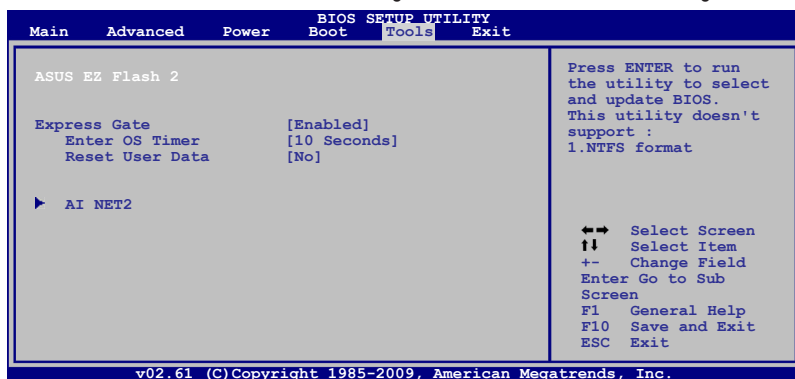 BIOS SETUP UTILITY
Main Advanced Power Boot Tools Exit
ASUS EZ Flash 2
Express Gate [Enabled]
Enter OS Timer [10 Seconds]
Reset User Data [No]
AI NET2
Press ENTER to run
the utility to select
and update BIOS.
This utility doesn't
support :
1.NTFS format
←→ Select Screen
↑↓ Select Item
+- Change Field
Enter Go to Sub
Screen
F1 General Help
F10 Save and Exit
ESC Exit
v02.61 (C)Copyright 1985-2009, American Megatrends, Inc.